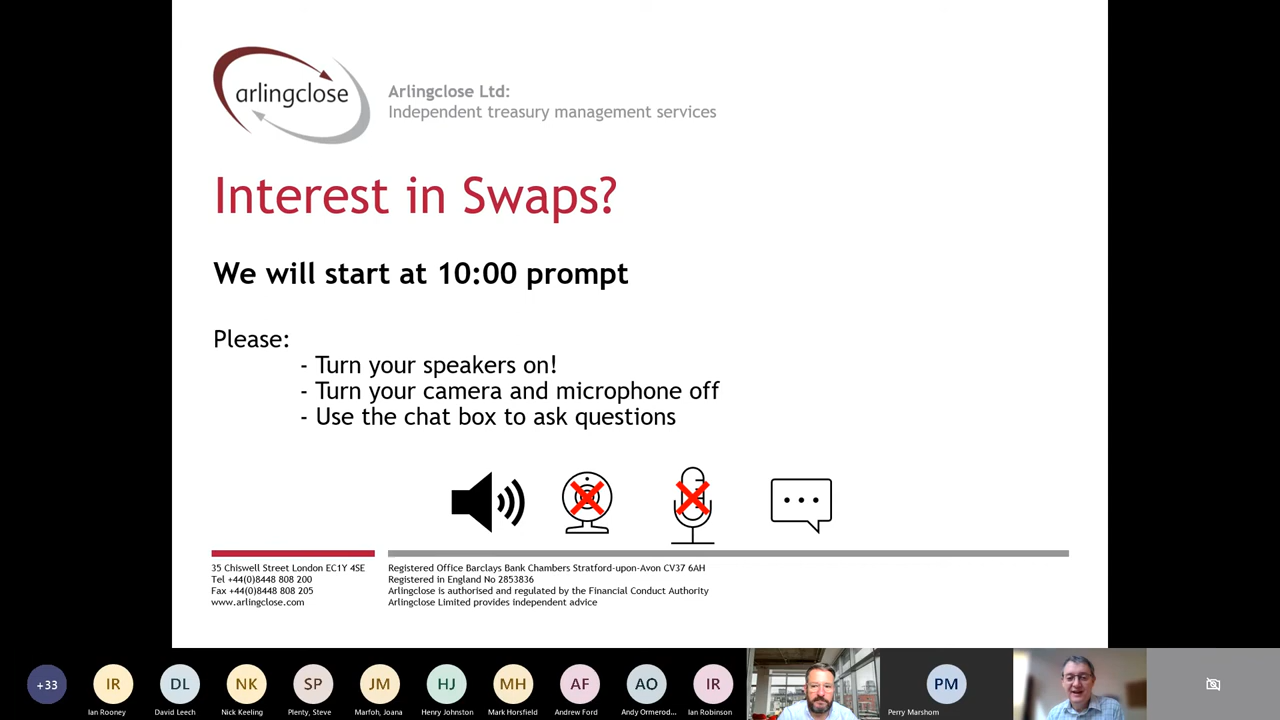 arlingclose
Arlingclose Ltd:
Independent treasury management services
Interest in Swaps?
We will start at 10:00 prompt
Please:
- Turn your speakers on!
- Turn your camera and microphone off
- Use the chat box to ask questions
35 Chiswell Street London EC1Y 4SE
Tel +44(0)8448 808 200
Fax +44(0)8448 808 205
www.arlingclose.com
Registered Office Barclays Bank Chambers Stratford-upon-Avon CV37 6AH
Registered in England No 2853836
Arlingclose is authorised and regulated by the Financial Conduct Authority
Arlingclose Limited provides independent advice
+33
IR
DL
NK
SP
JM
HJ
MH
AF
AO
IR
PM
Ian Rooney
David Leech
Nick Keeling
Plenty, Steve
Marfoh, Joana
Henry Johnston
Mark Horsfield
Andrew Ford
Andy Ormerod...
Ian Robinson
Perry Marshom